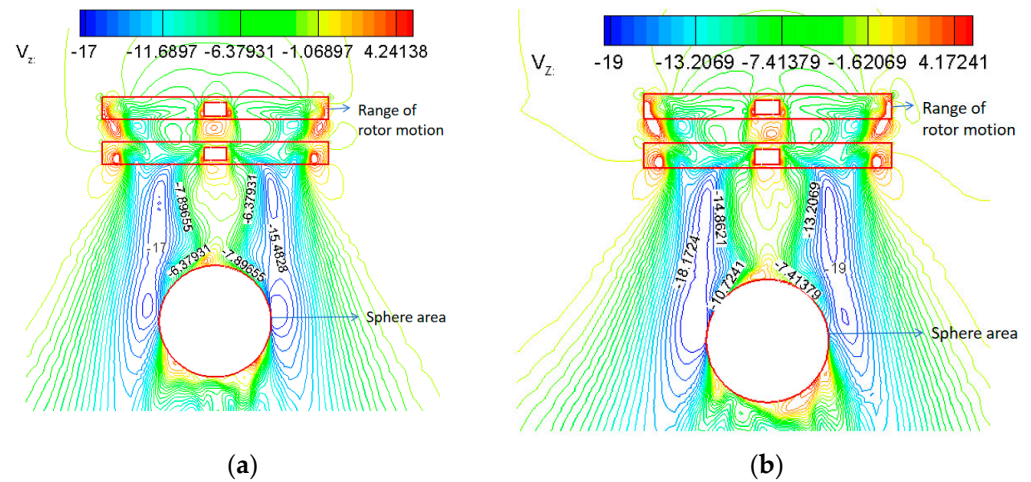 V_z:
-17 -11.6897 -6.37931 -1.06897 4.24138
Range of
rotor motion
-7.89655
-6.37931
-17
-15.4828
-6.37931
-7.89655
Sphere area
(a)
V_Z:
-19 -13.2069 -7.41379 -1.62069 4.17241
Range of
rotor motion
-14.8621
-13.2069
-18.1724
-19
-10.7241
-7.41379
Sphere area
(b)